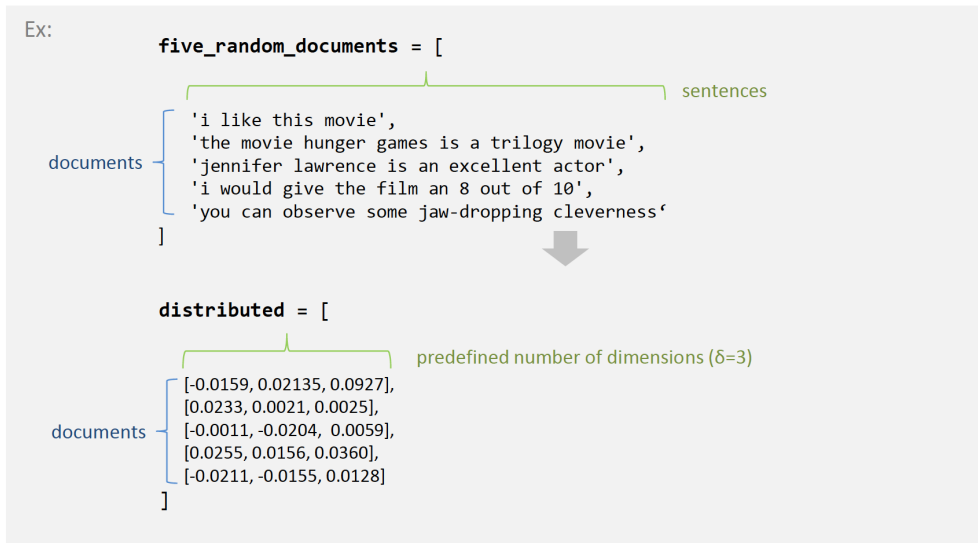 Ex:
five_random_documents = [
sentences
'i like this movie',
'the movie hunger games is a trilogy movie',
documents
'jennifer lawrence is an excellent actor',
'i would give the film an 8 out of 10',
'you can observe some jaw-dropping cleverness‘
]
distributed = [
predefined number of dimensions (δ=3)
[-0.0159, 0.02135, 0.0927],
[0.0233, 0.0021, 0.0025],
documents
[-0.0011, -0.0204, 0.0059],
[0.0255, 0.0156, 0.0360],
[-0.0211, -0.0155, 0.0128]
]